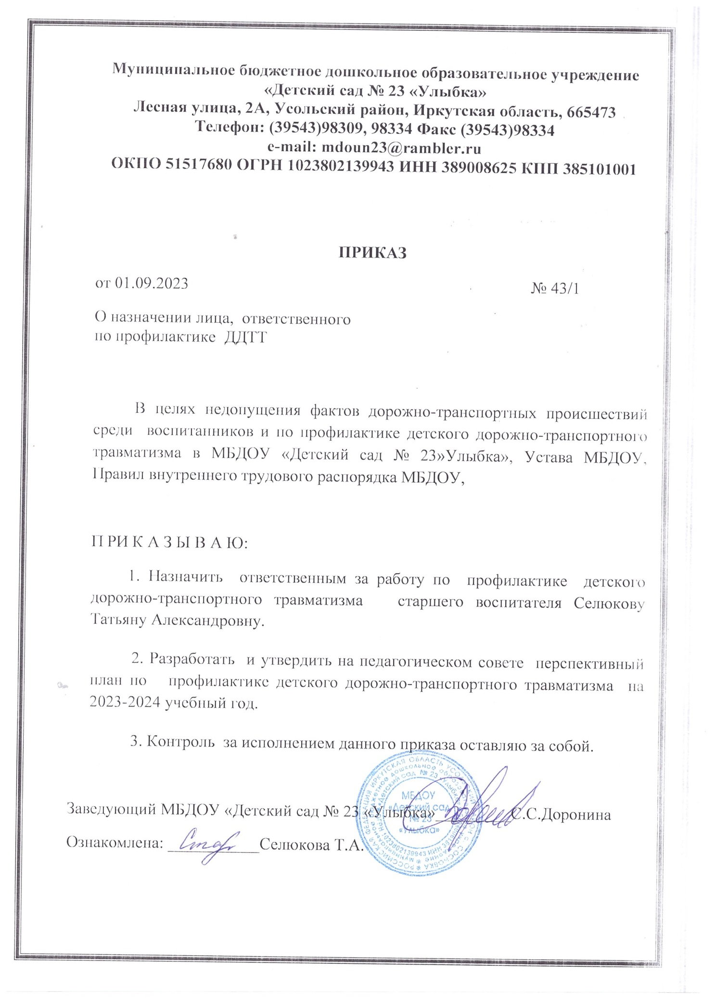 Муниципальное бюджетное дошкольное образовательное учреждение
«Детский сад № 23 «Улыбка»
Лесная улица, 2А, Усольский район, Иркутская область, 665473
Телефон: (39543)98309, 98334 Факс (39543)98334
e-mail: mdoun23@rambler.ru
ОКПО 51517680 ОГРН 1023802139943 ИНН 389008625 КПП 385101001
ПРИКАЗ
от 01.09.2023 № 43/1
О назначении лица, ответственного
по профилактике ДДТТ
В целях недопущения фактов дорожно-транспортных происшествий
среди воспитанников и по профилактике детского дорожно-транспортного
травматизма в МБДОУ «Детский сад № 23»Улыбка», Устава МБДОУ,
Правил внутреннего трудового распорядка МБДОУ,
П РИ К А З Ы В А Ю:
1. Назначить ответственным за работу по профилактике детского
дорожно-транспортного травматизма старшего воспитателя Селюкову
Татьяну Александровну.
2. Разработать и утвердить на педагогическом совете перспективный
план по профилактике детского дорожно-транспортного травматизма на
2023-2024 учебный год.
3. Контроль за исполнением данного приказа оставляю за собой.
Заведующий МБДОУ «Детский сад № 23 «Улыбка»__________С.С.Доронина
Ознакомлена: ___________Селюкова Т.А.
МБДОУ
«Детский сад
№ 23
«Улыбка»